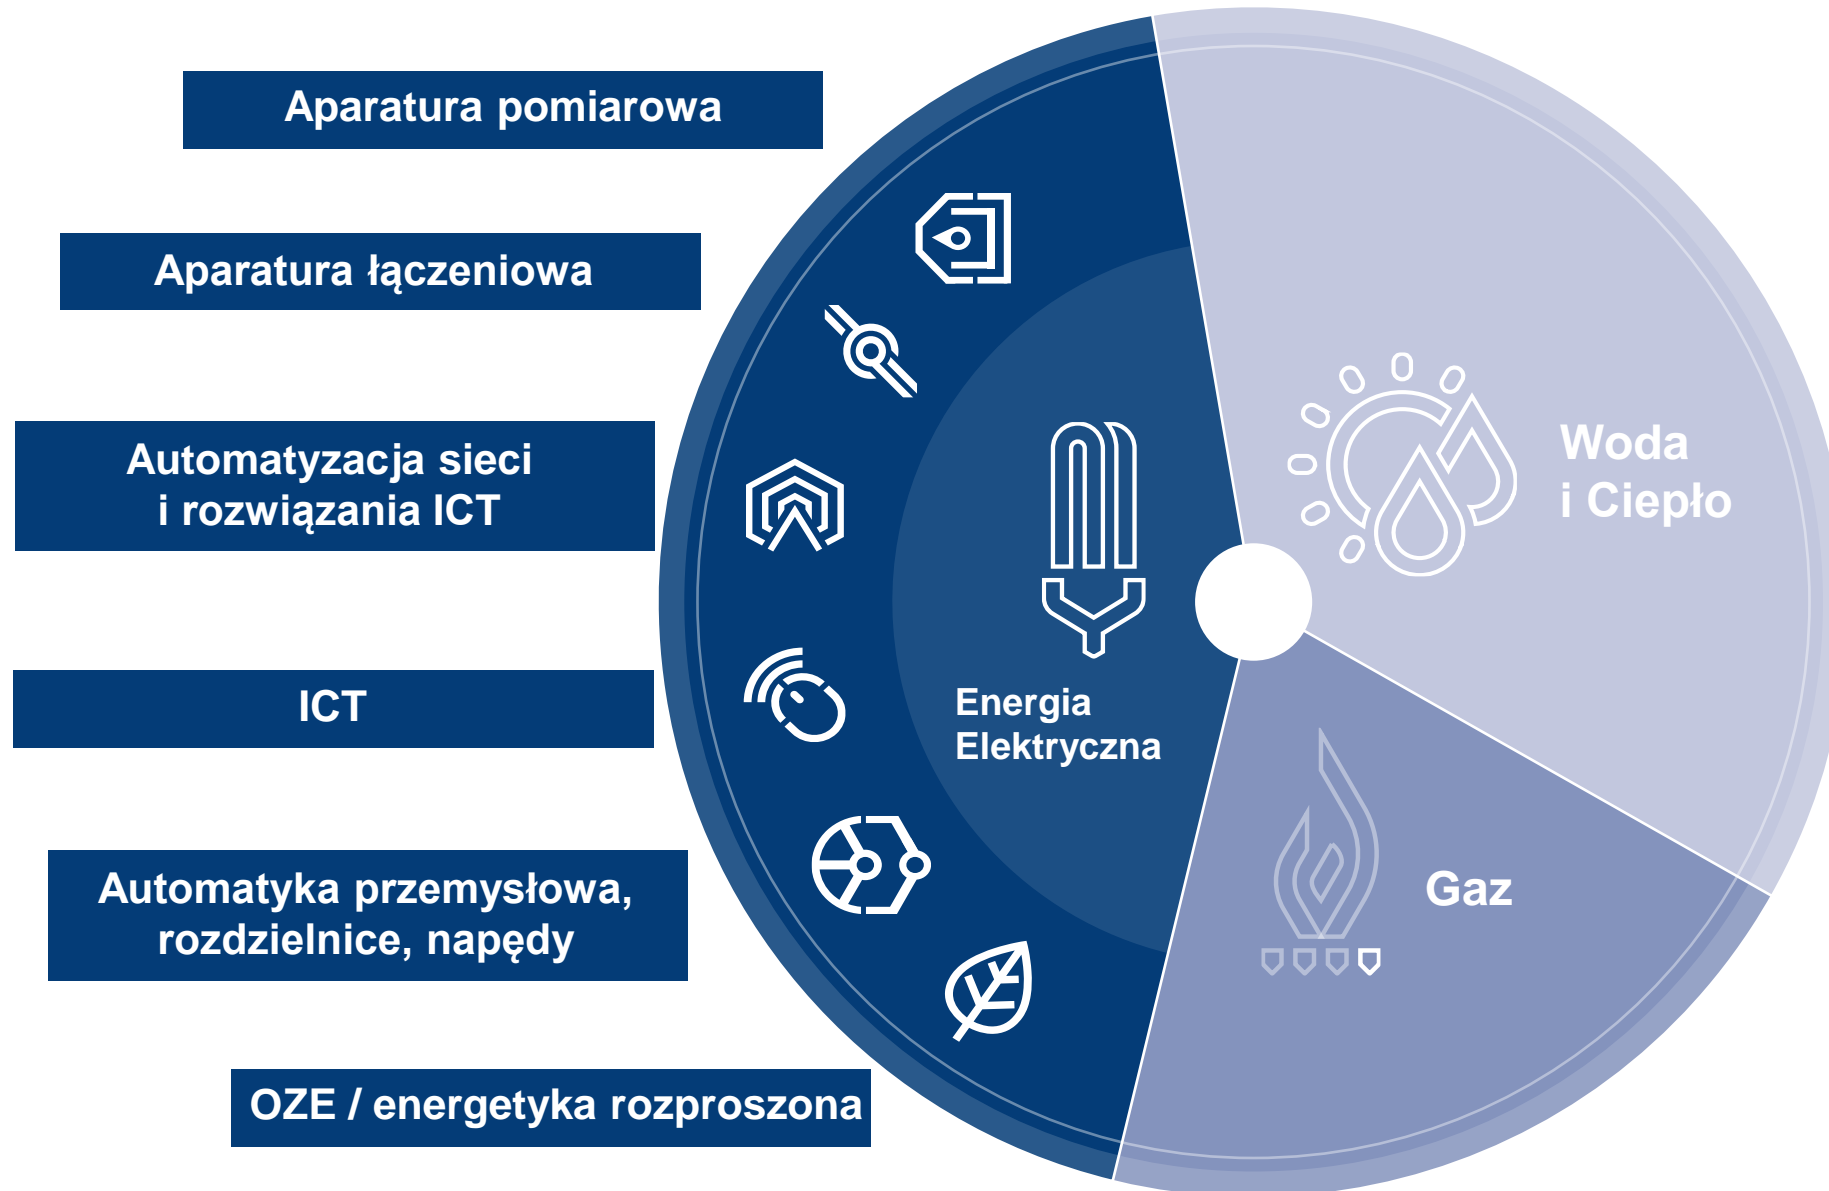 Aparatura pomiarowa
Aparatura łączeniowa
Automatyzacja sieci
i rozwiązania ICT
ICT
Automatyka przemysłowa,
rozdzielnice, napędy
OZE / energetyka rozproszona
Energia
Elektryczna
Woda
i Ciepło
Gaz